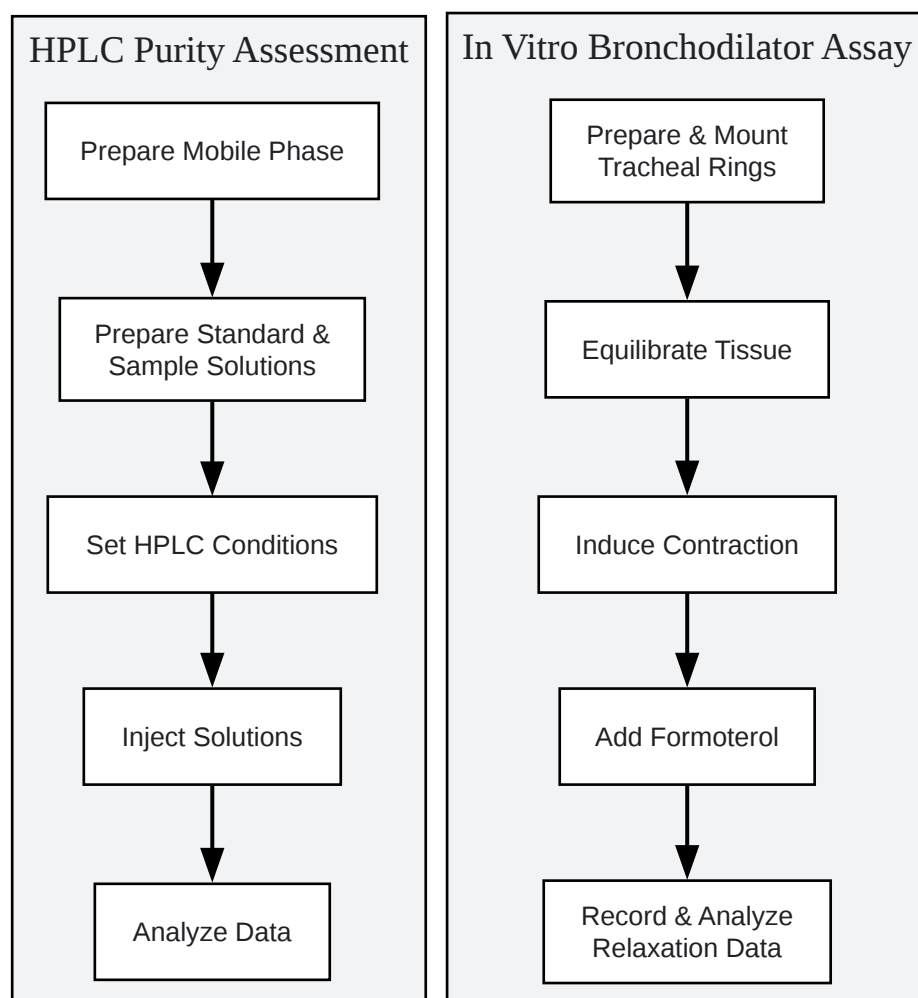 HPLC Purity Assessment
Prepare Mobile Phase
Prepare Standard &
Sample Solutions
Set HPLC Conditions
Inject Solutions
Analyze Data
In Vitro Bronchodilator Assay
Prepare & Mount
Tracheal Rings
Equilibrate Tissue
Induce Contraction
Add Formoterol
Record & Analyze
Relaxation Data